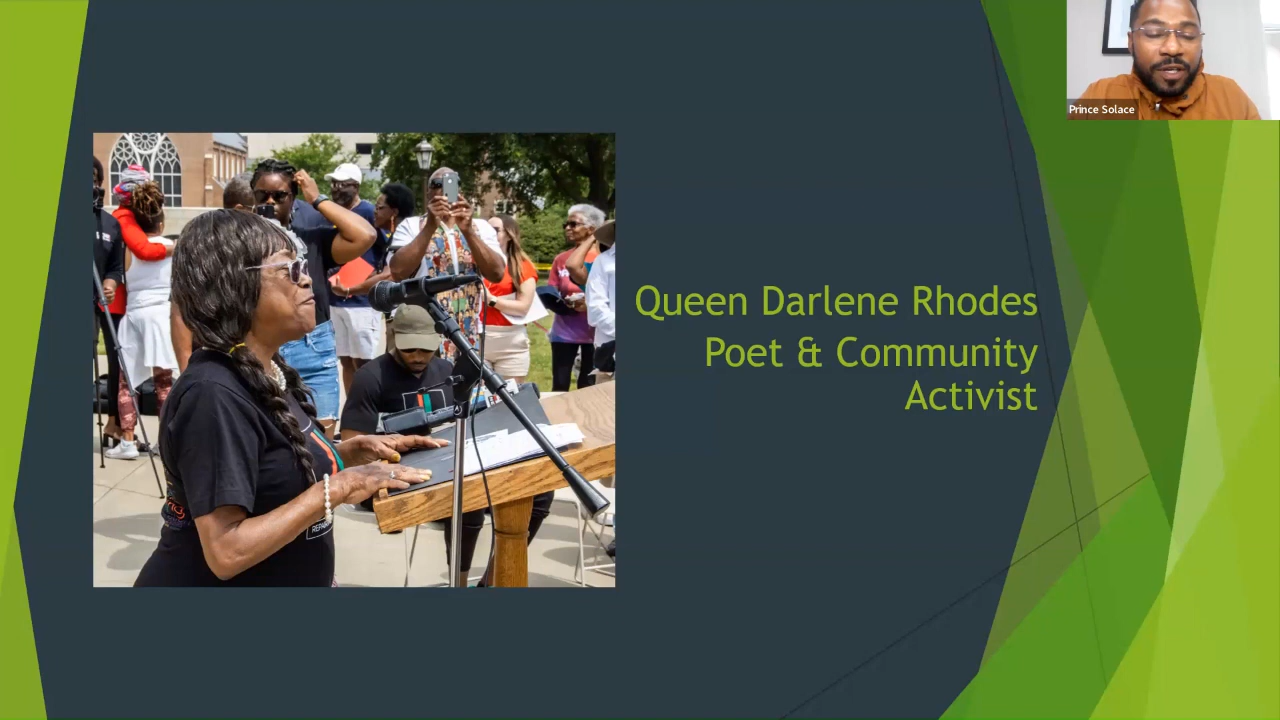 Prince Solace
Queen Darlene Rhodes
Poet & Community
Activist